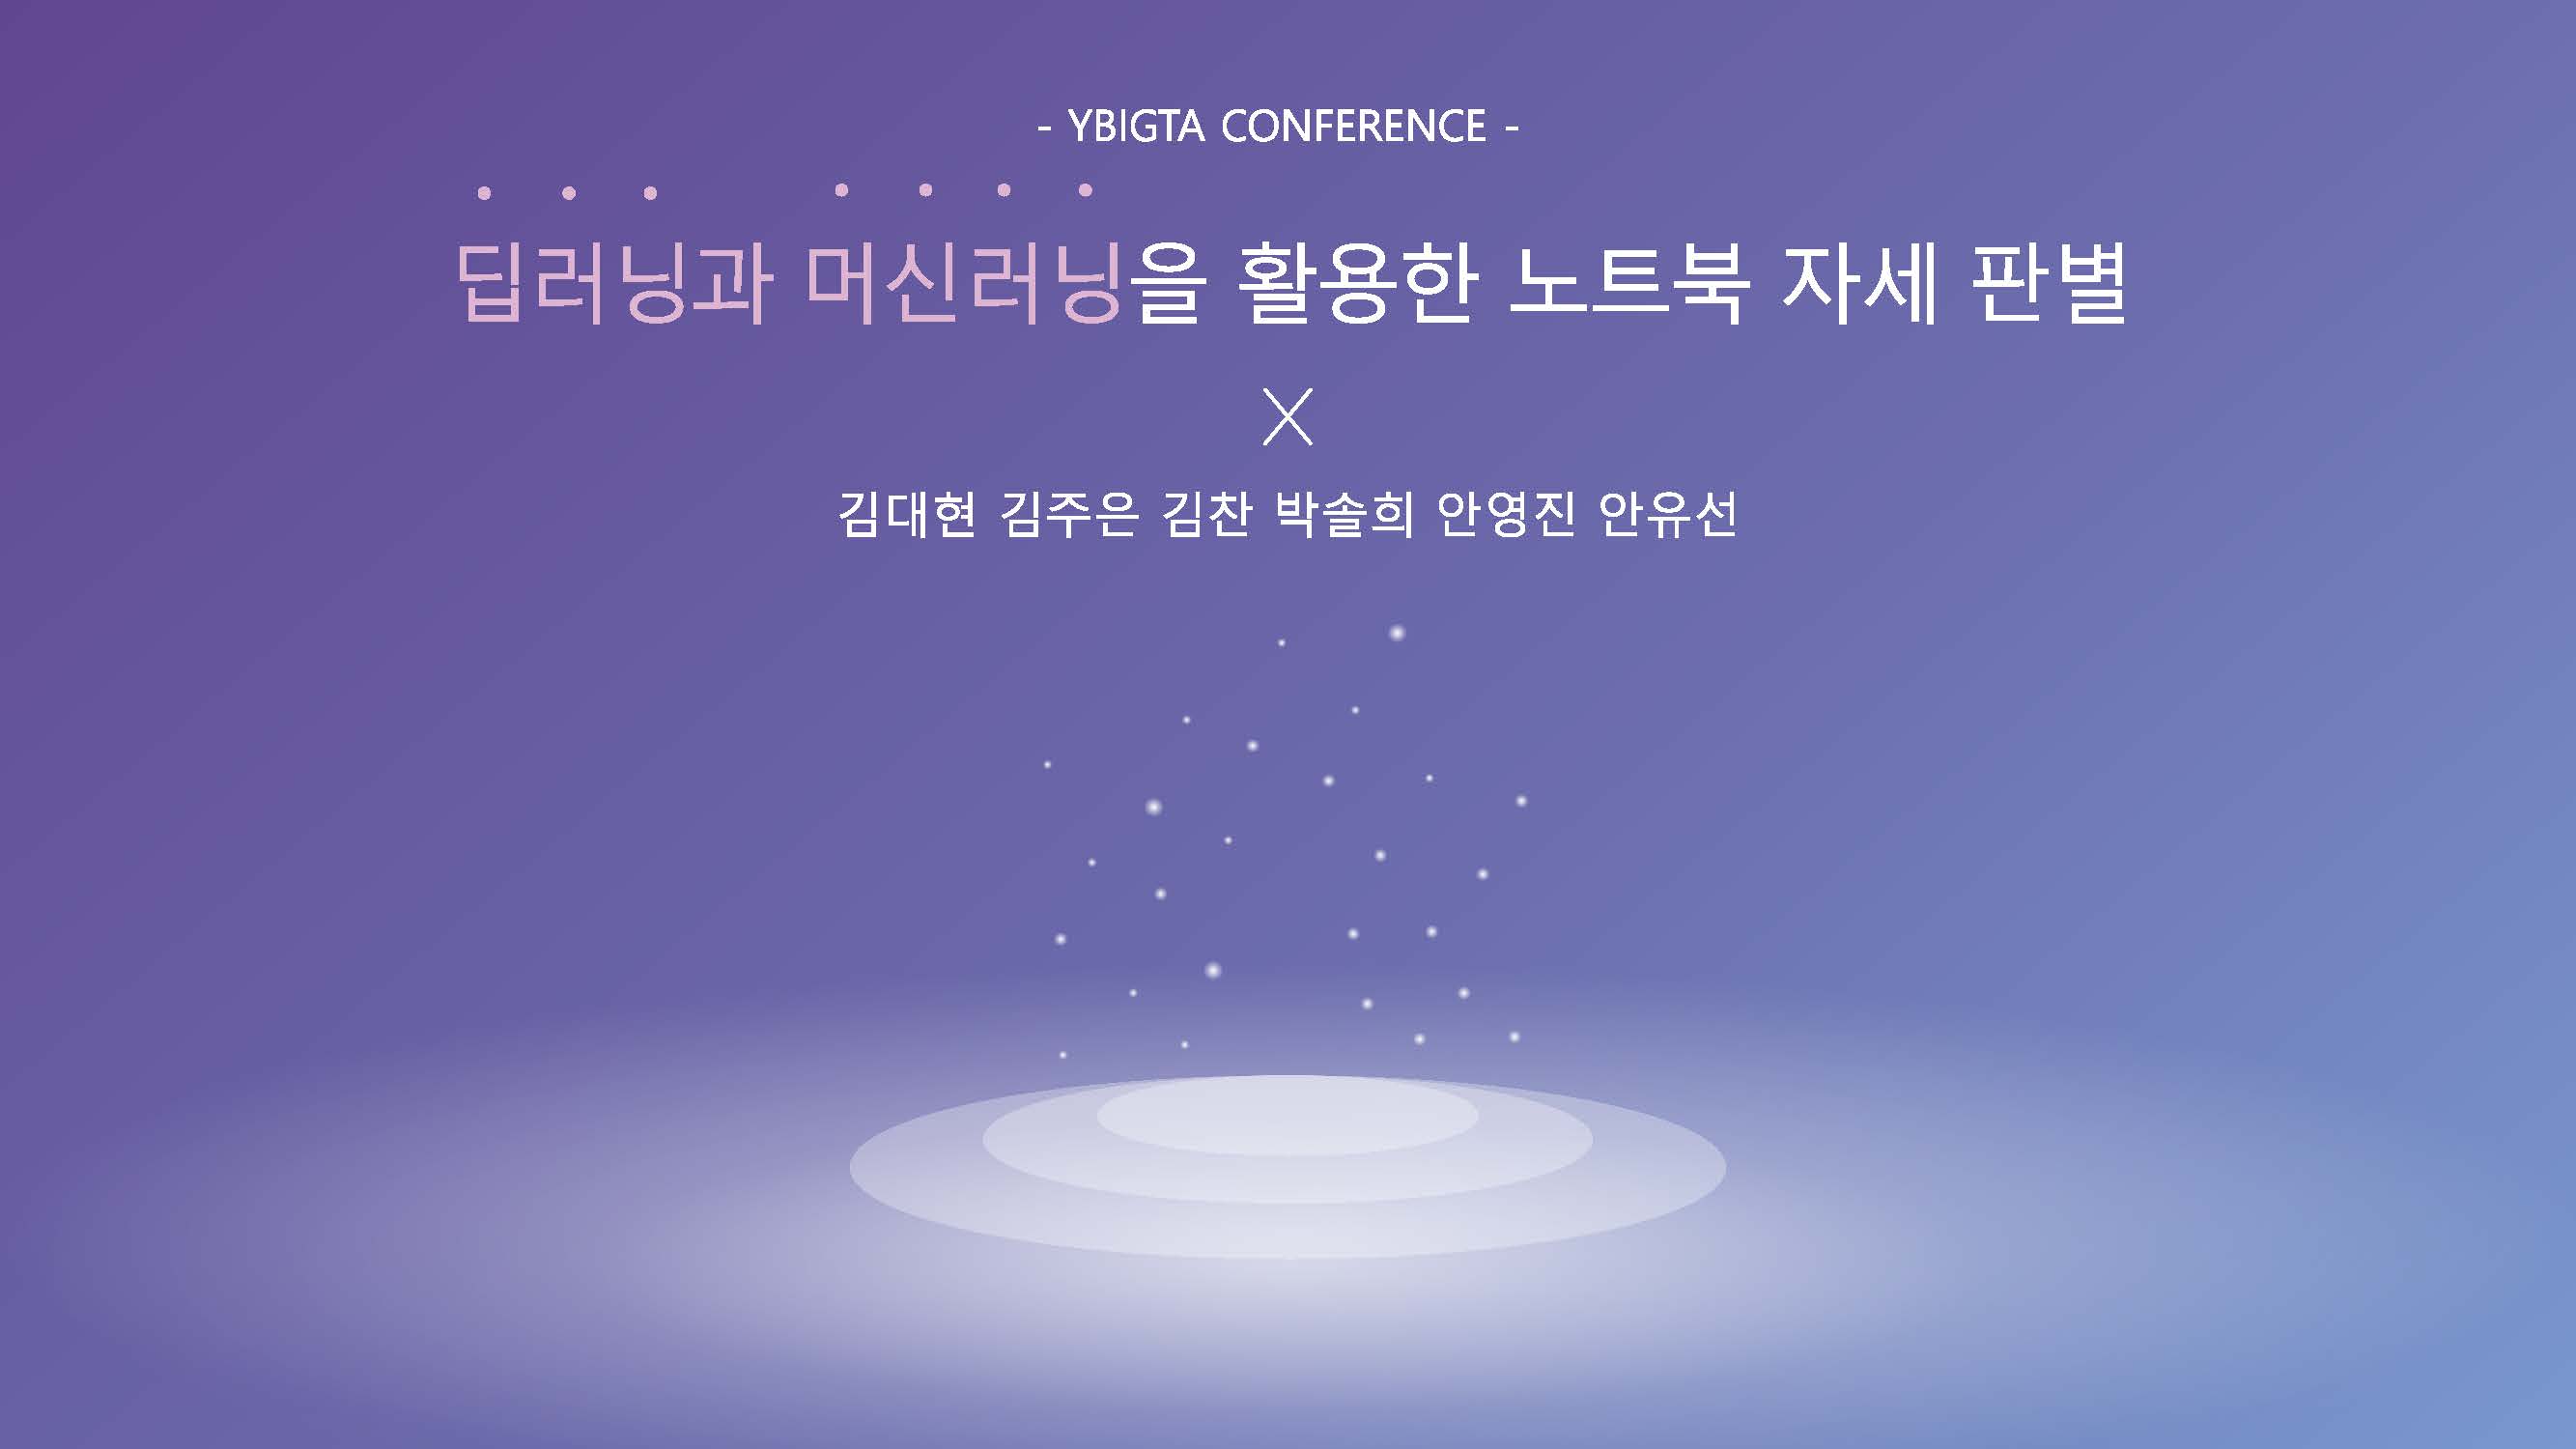 - YBIGTA CONFERENCE -
딥러닝과 머신러닝을 활용한 노트북 자세 판별
X
김대현 김주은 김찬 박솔희 안영진 안유선